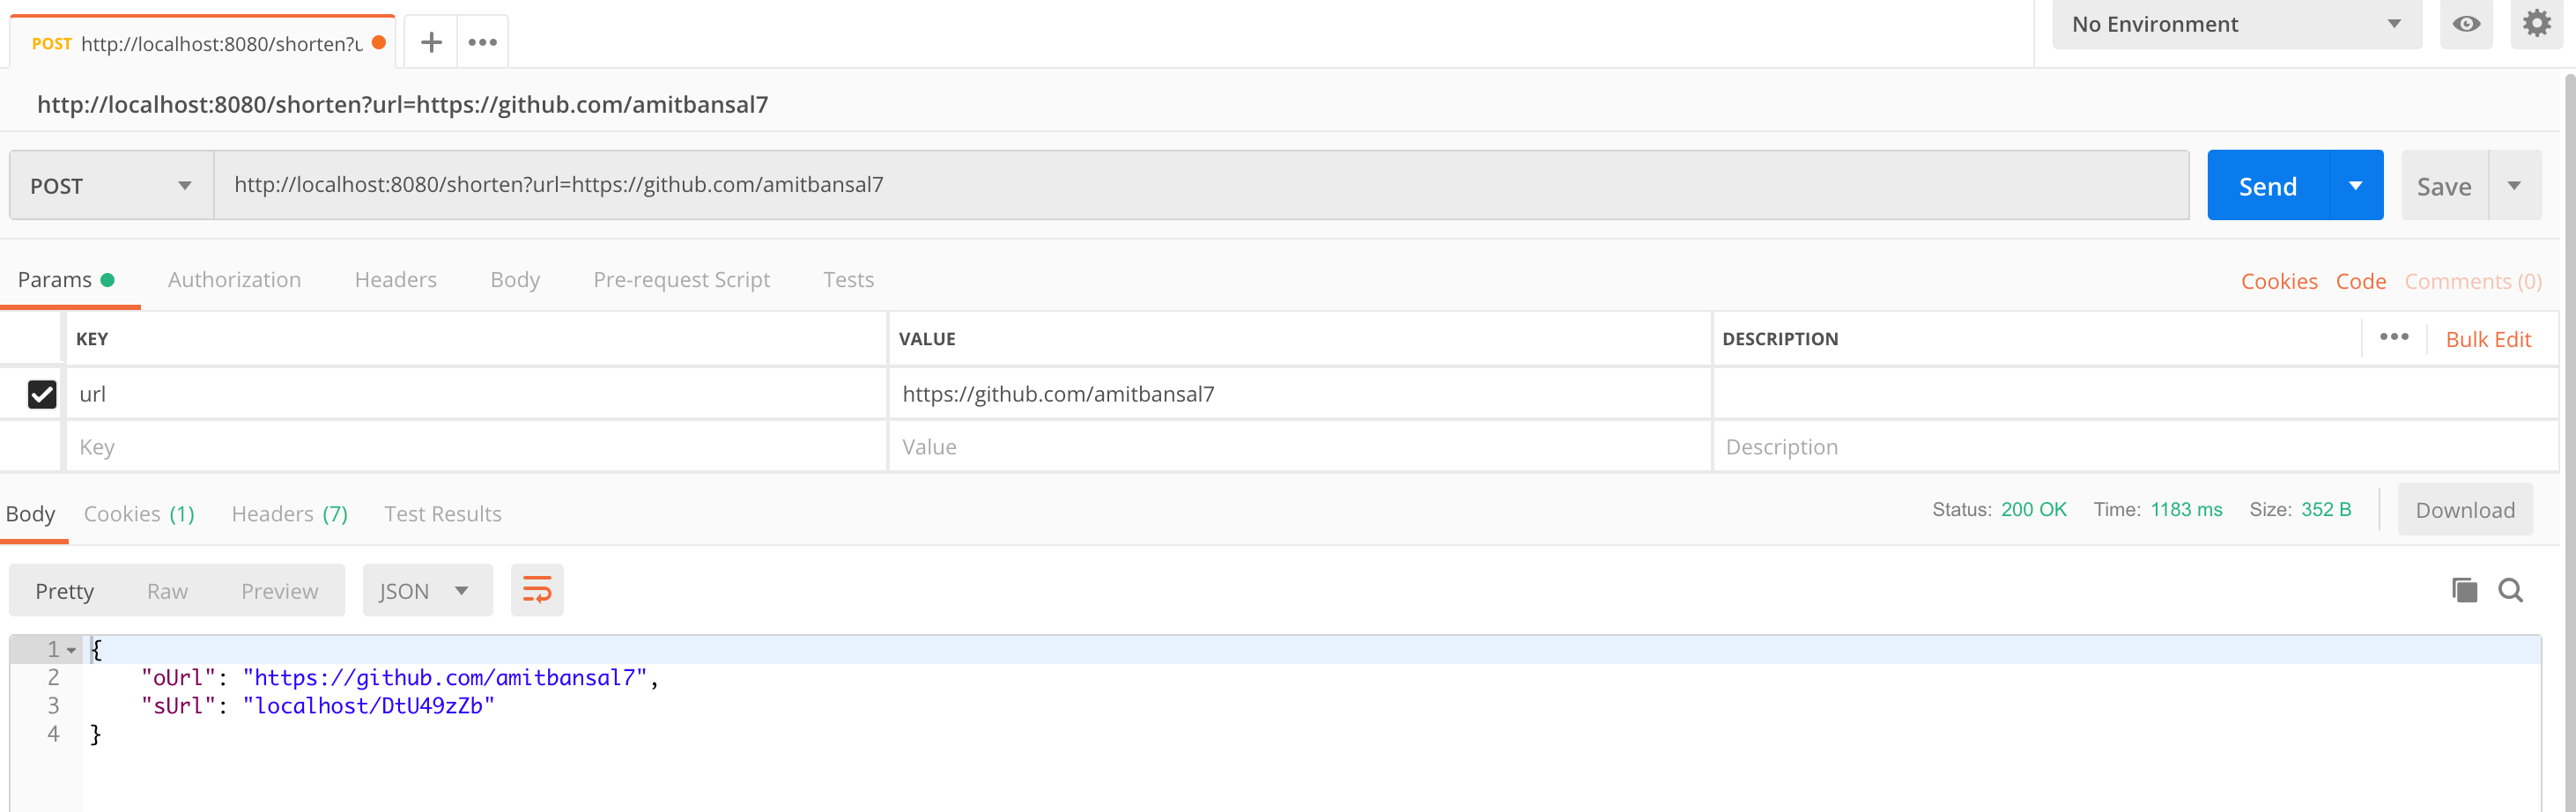 POST http://localhost:8080/shorten?u
No Environment
http://localhost:8080/shorten?url=https://github.com/amitbansal7
POST http://localhost:8080/shorten?url=https://github.com/amitbansal7 Send Save
Params Authorization Headers Body Pre-request Script Tests Cookies Code Comments (0)
KEY VALUE DESCRIPTION Bulk Edit
url https://github.com/amitbansal7
Key Value Description
Body Cookies (1) Headers (7) Test Results Status: 200 OK Time: 1183 ms Size: 352 B Download
Pretty Raw Preview JSON
1 {
2 "oUrl": "https://github.com/amitbansal7",
3 "sUrl": "localhost/DtU49zZb"
4 }